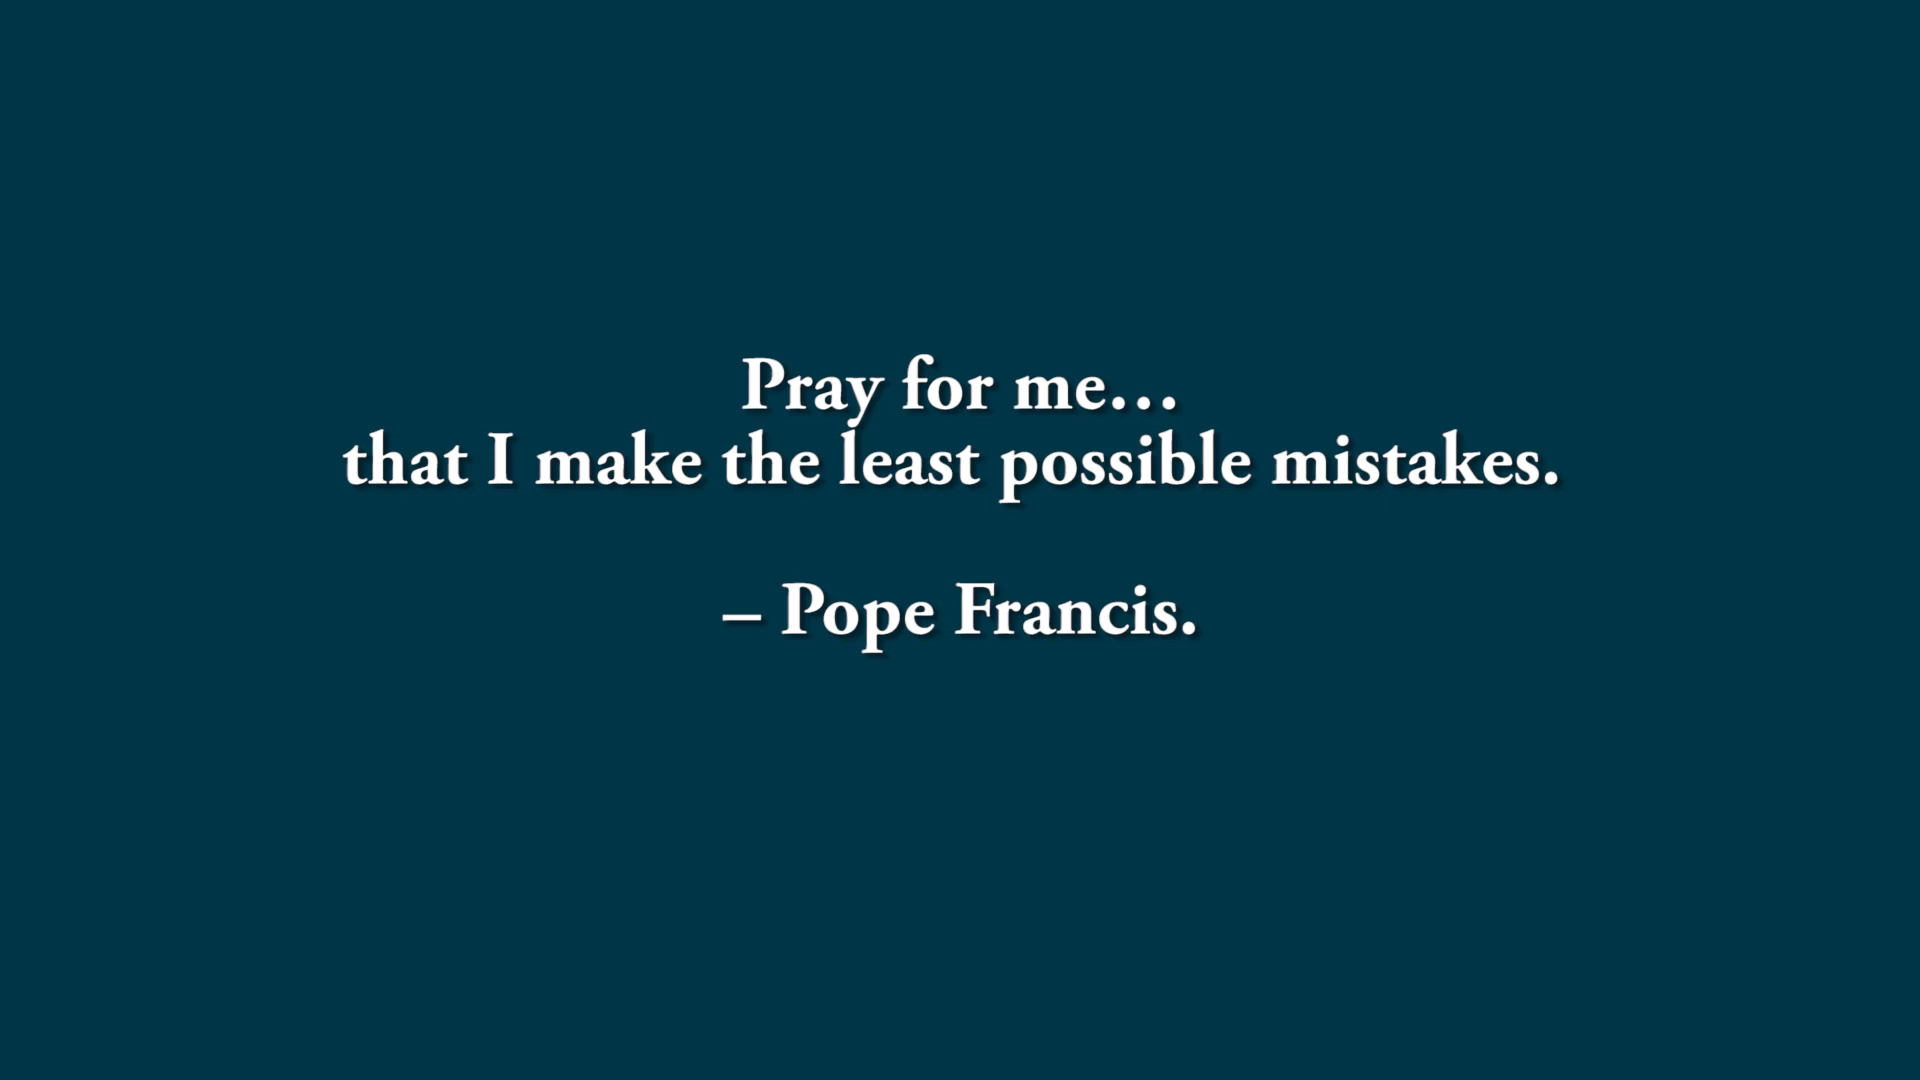 Pray for me…
that I make the least possible mistakes.
– Pope Francis.